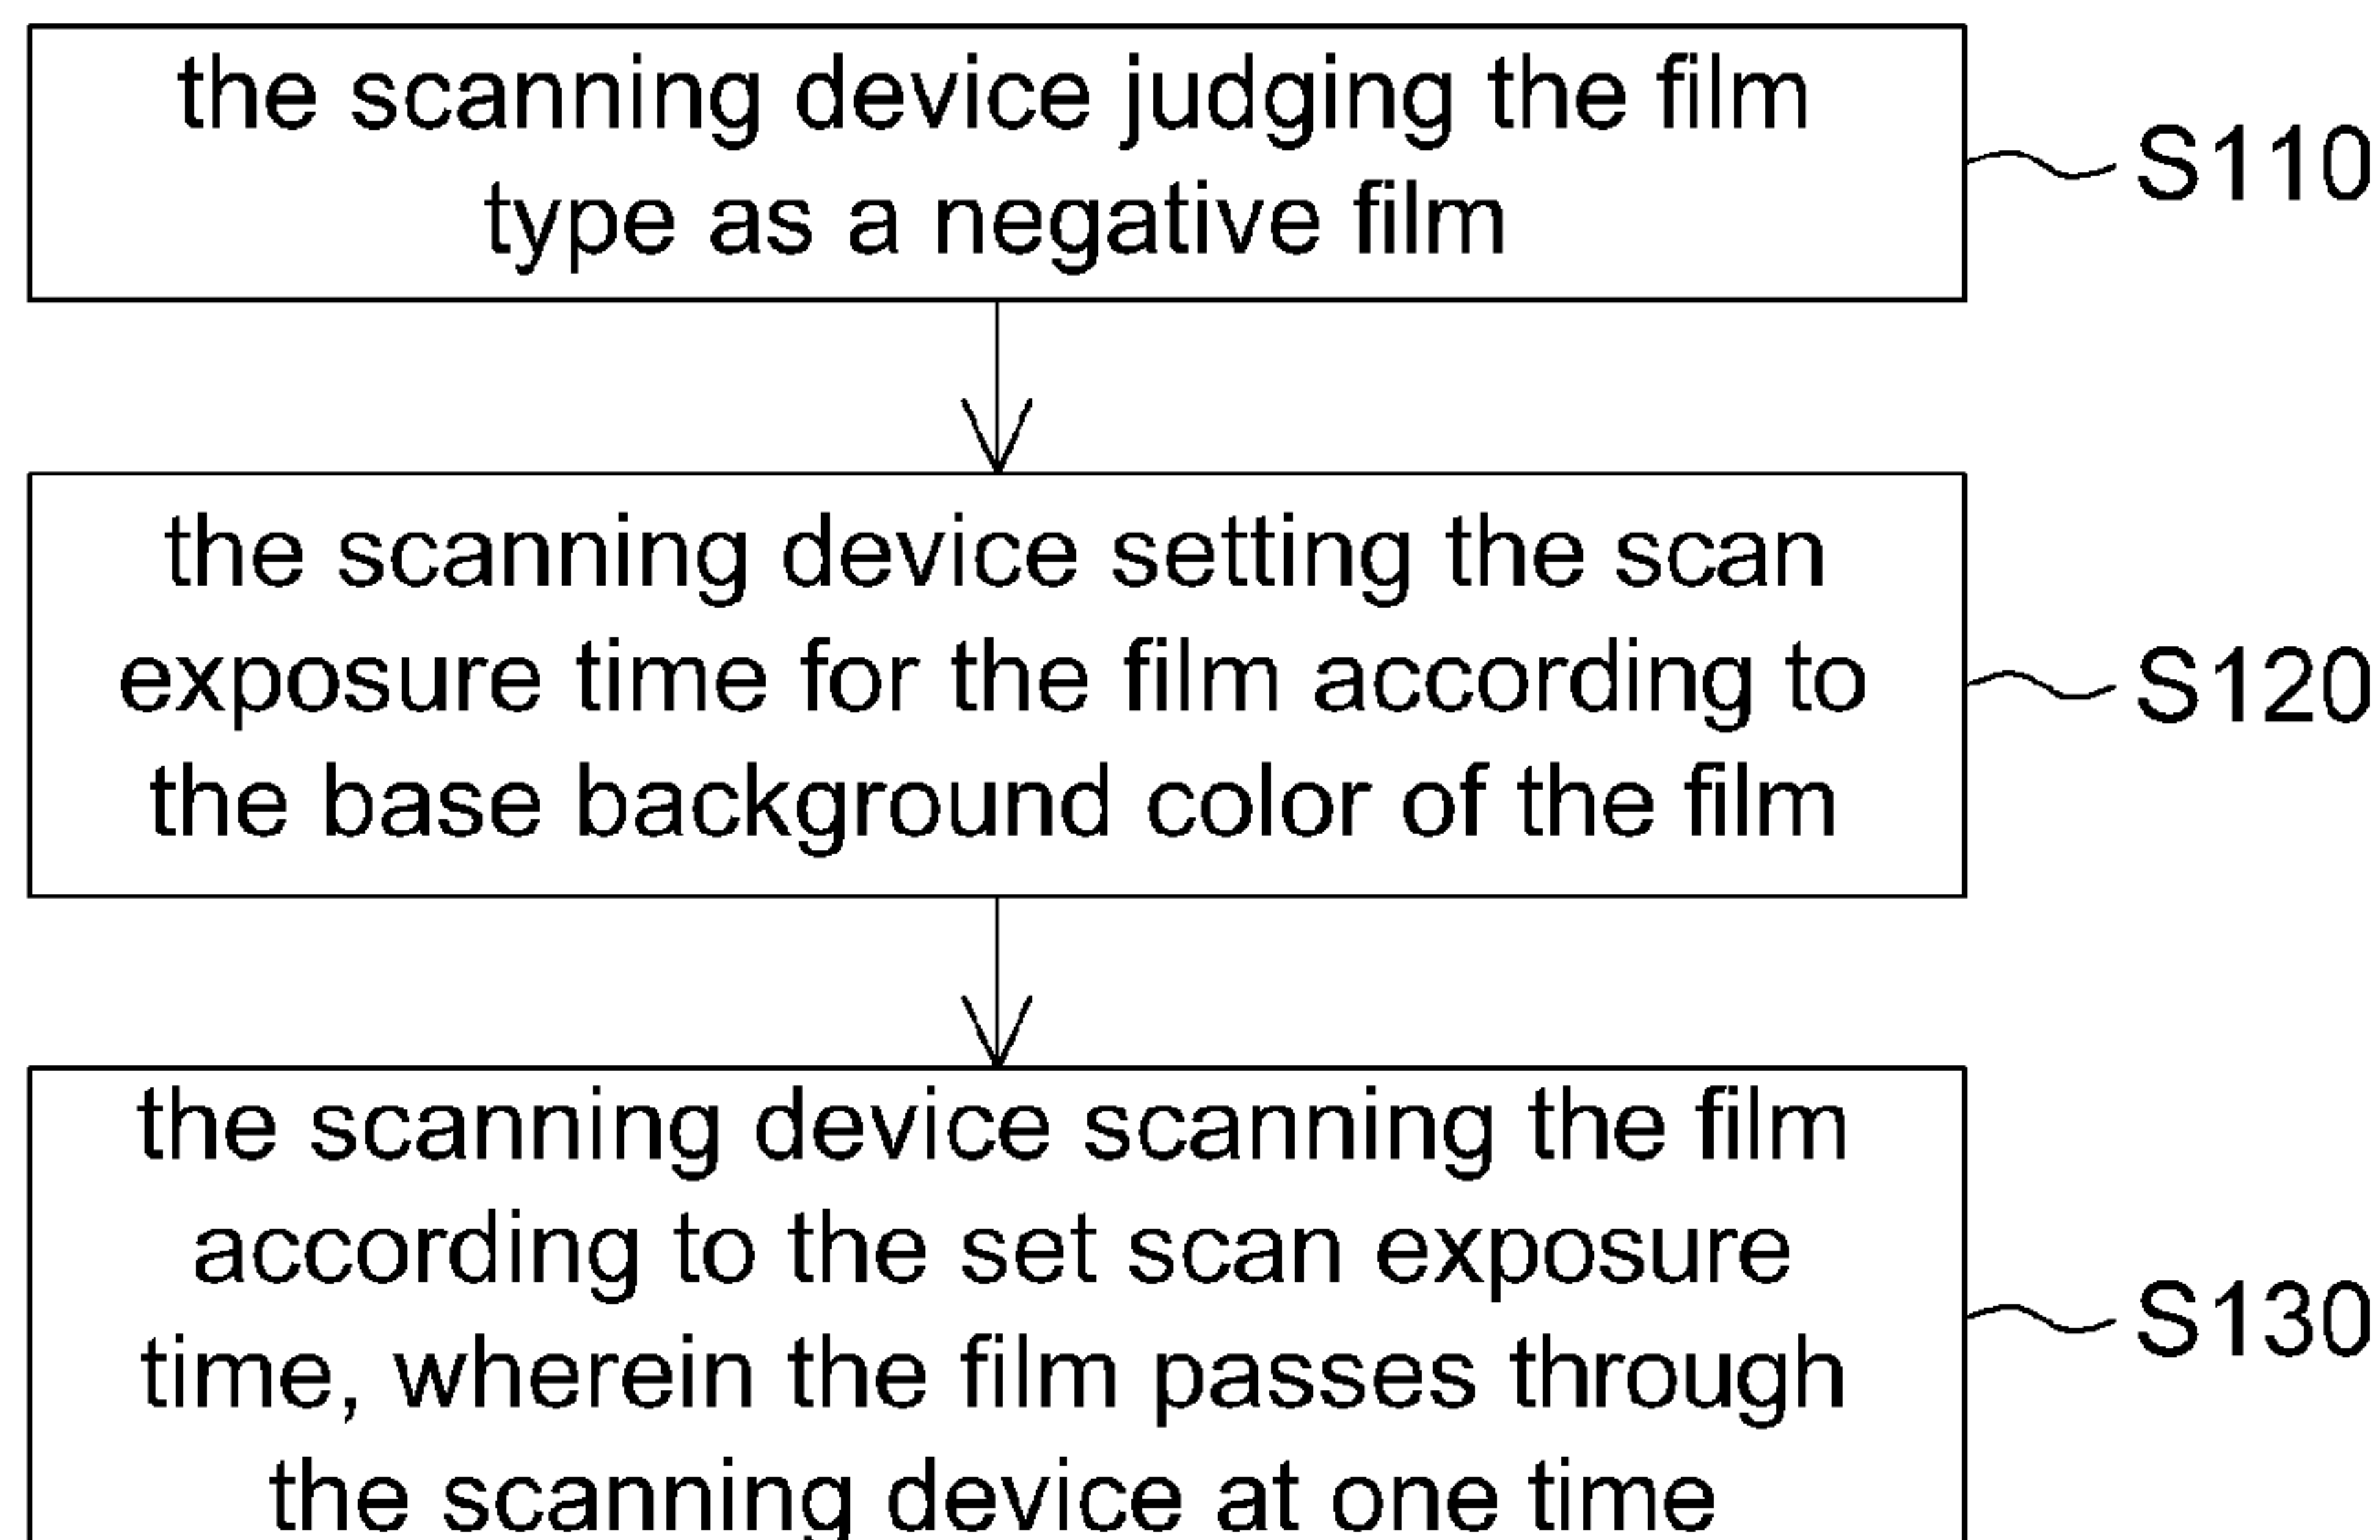 the scanning device judging the film
type as a negative film
S110
the scanning device setting the scan
exposure time for the film according to
the base background color of the film
S120
the scanning device scanning the film
according to the set scan exposure
time, wherein the film passes through
the scanning device at one time
S130